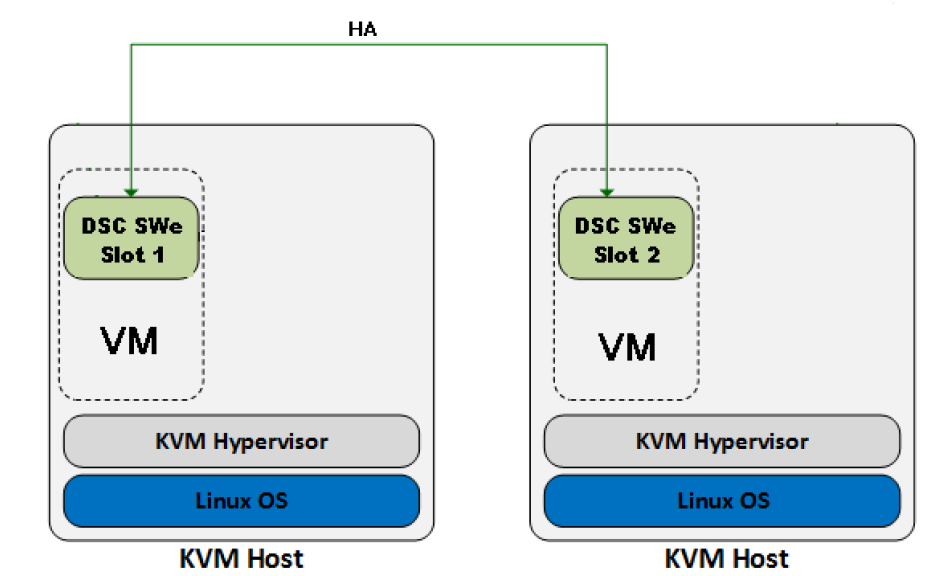 HA
DSC SWe
Slot 1
VM
KVM Hypervisor
Linux OS
KVM Host
DSC SWe
Slot 2
VM
KVM Hypervisor
Linux OS
KVM Host